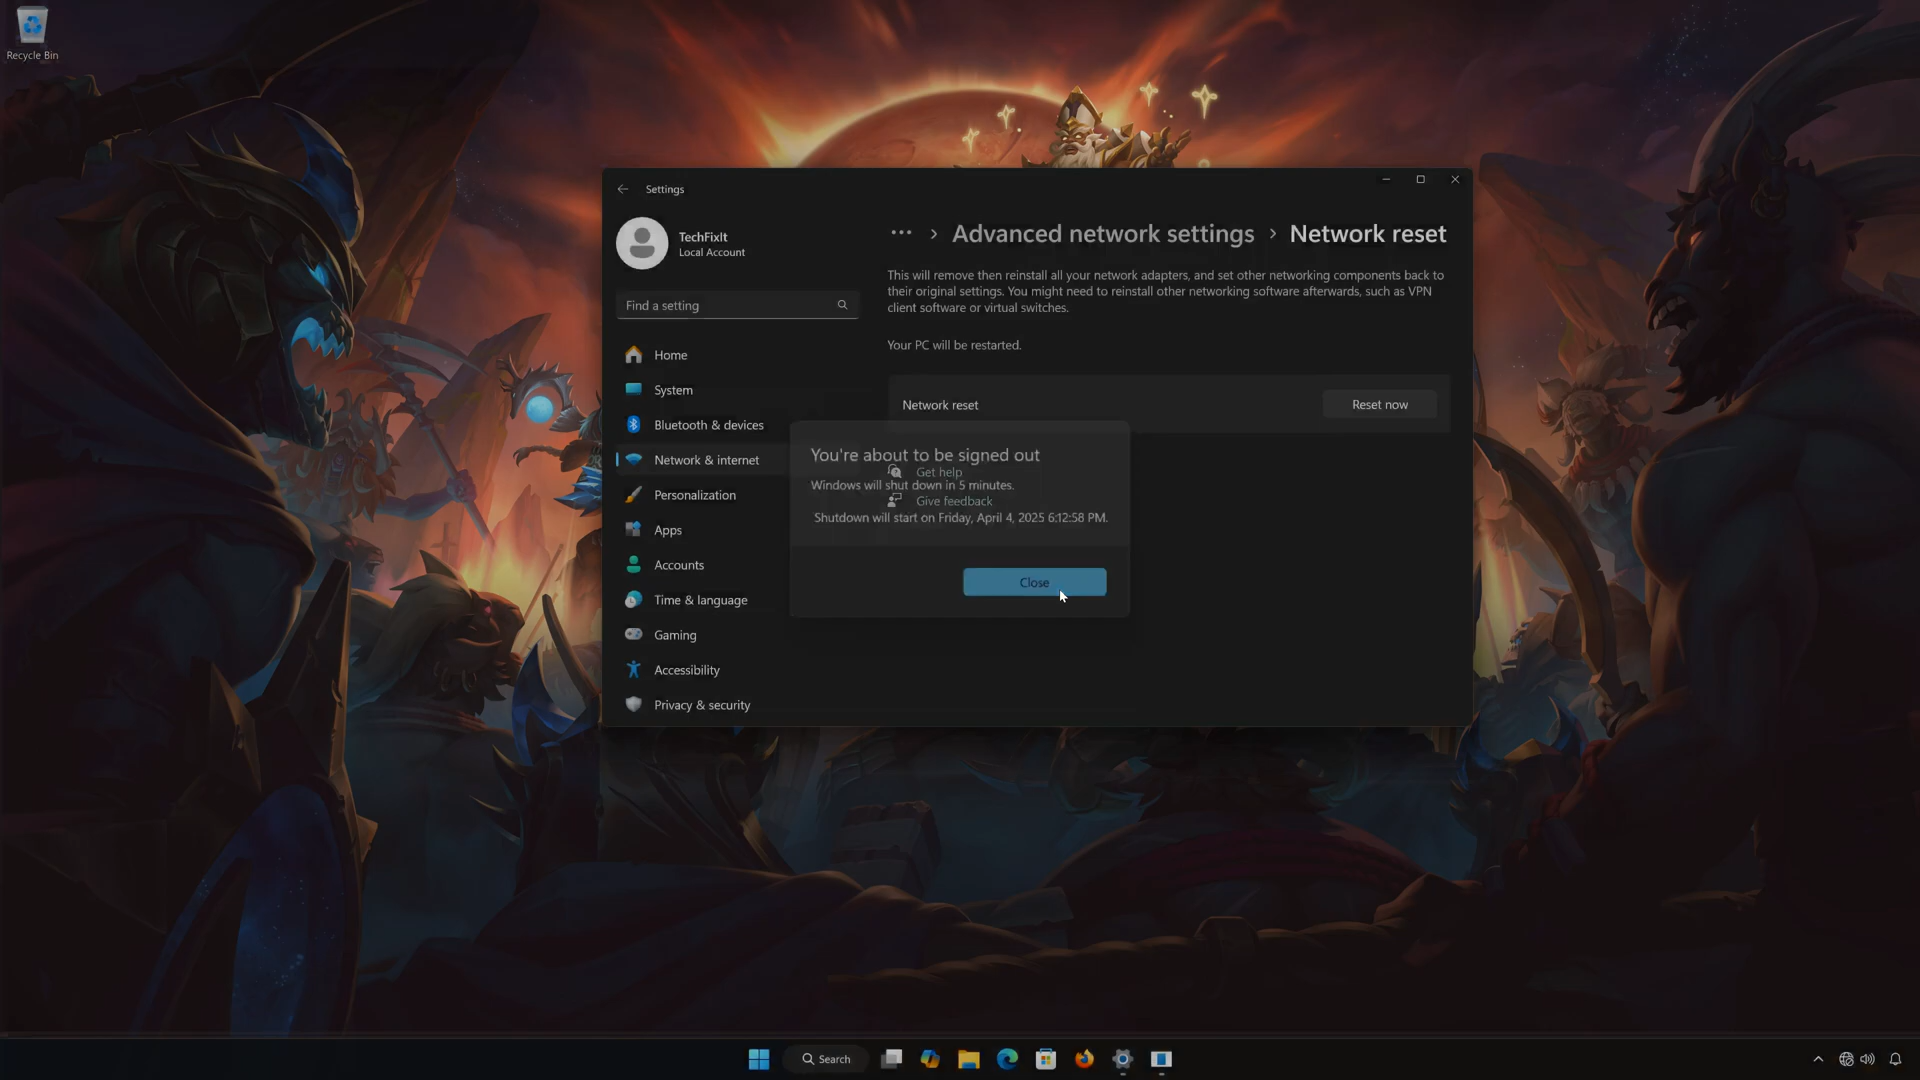 Recycle Bin
Settings
TechFixIt
Local Account
Find a setting
Home
System
Bluetooth & devices
Network & internet
Personalization
Apps
Accounts
Time & language
Gaming
Accessibility
Privacy & security
… › Advanced network settings › Network reset
This will remove then reinstall all your network adapters, and set other networking components back to
their original settings. You might need to reinstall other networking software afterwards, such as VPN
client software or virtual switches.
Your PC will be restarted.
Network reset
Reset now
You're about to be signed out
Get help
Windows will shut down in 5 minutes.
Give feedback
Shutdown will start on Friday, April 4, 2025 6:12:58 PM.
Close
Search